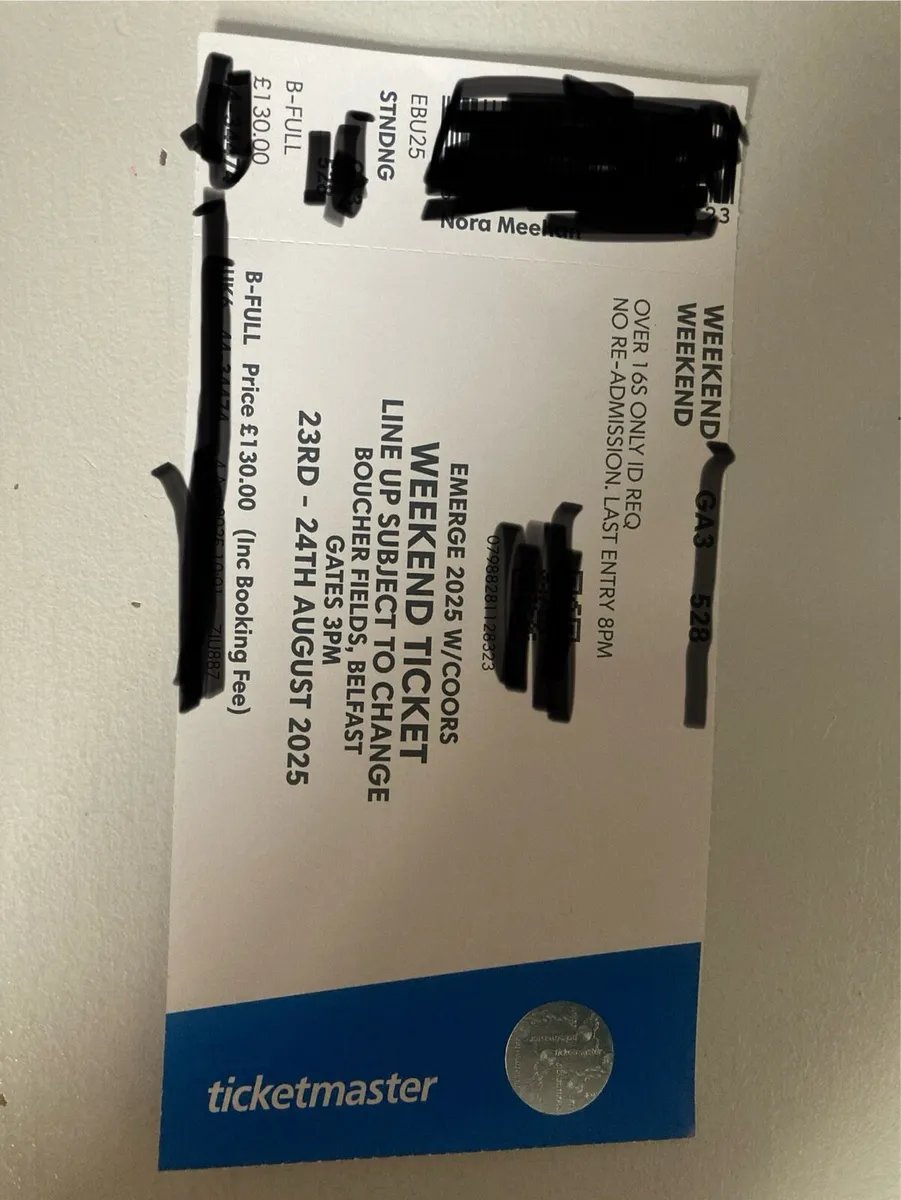 WEEKEND GA3 528
WEEKEND
OVER 16S ONLY ID REQ
NO RE-ADMISSION. LAST ENTRY 8PM
EMERGE 2025 W/COORS
WEEKEND TICKET
LINE UP SUBJECT TO CHANGE
BOUCHER FIELDS, BELFAST
GATES 3PM
23RD - 24TH AUGUST 2025
B-FULL Price £130.00 (Inc Booking Fee)
23
Nora
EBU25
STNDNG
B-FULL
£130.00
ticketmaster